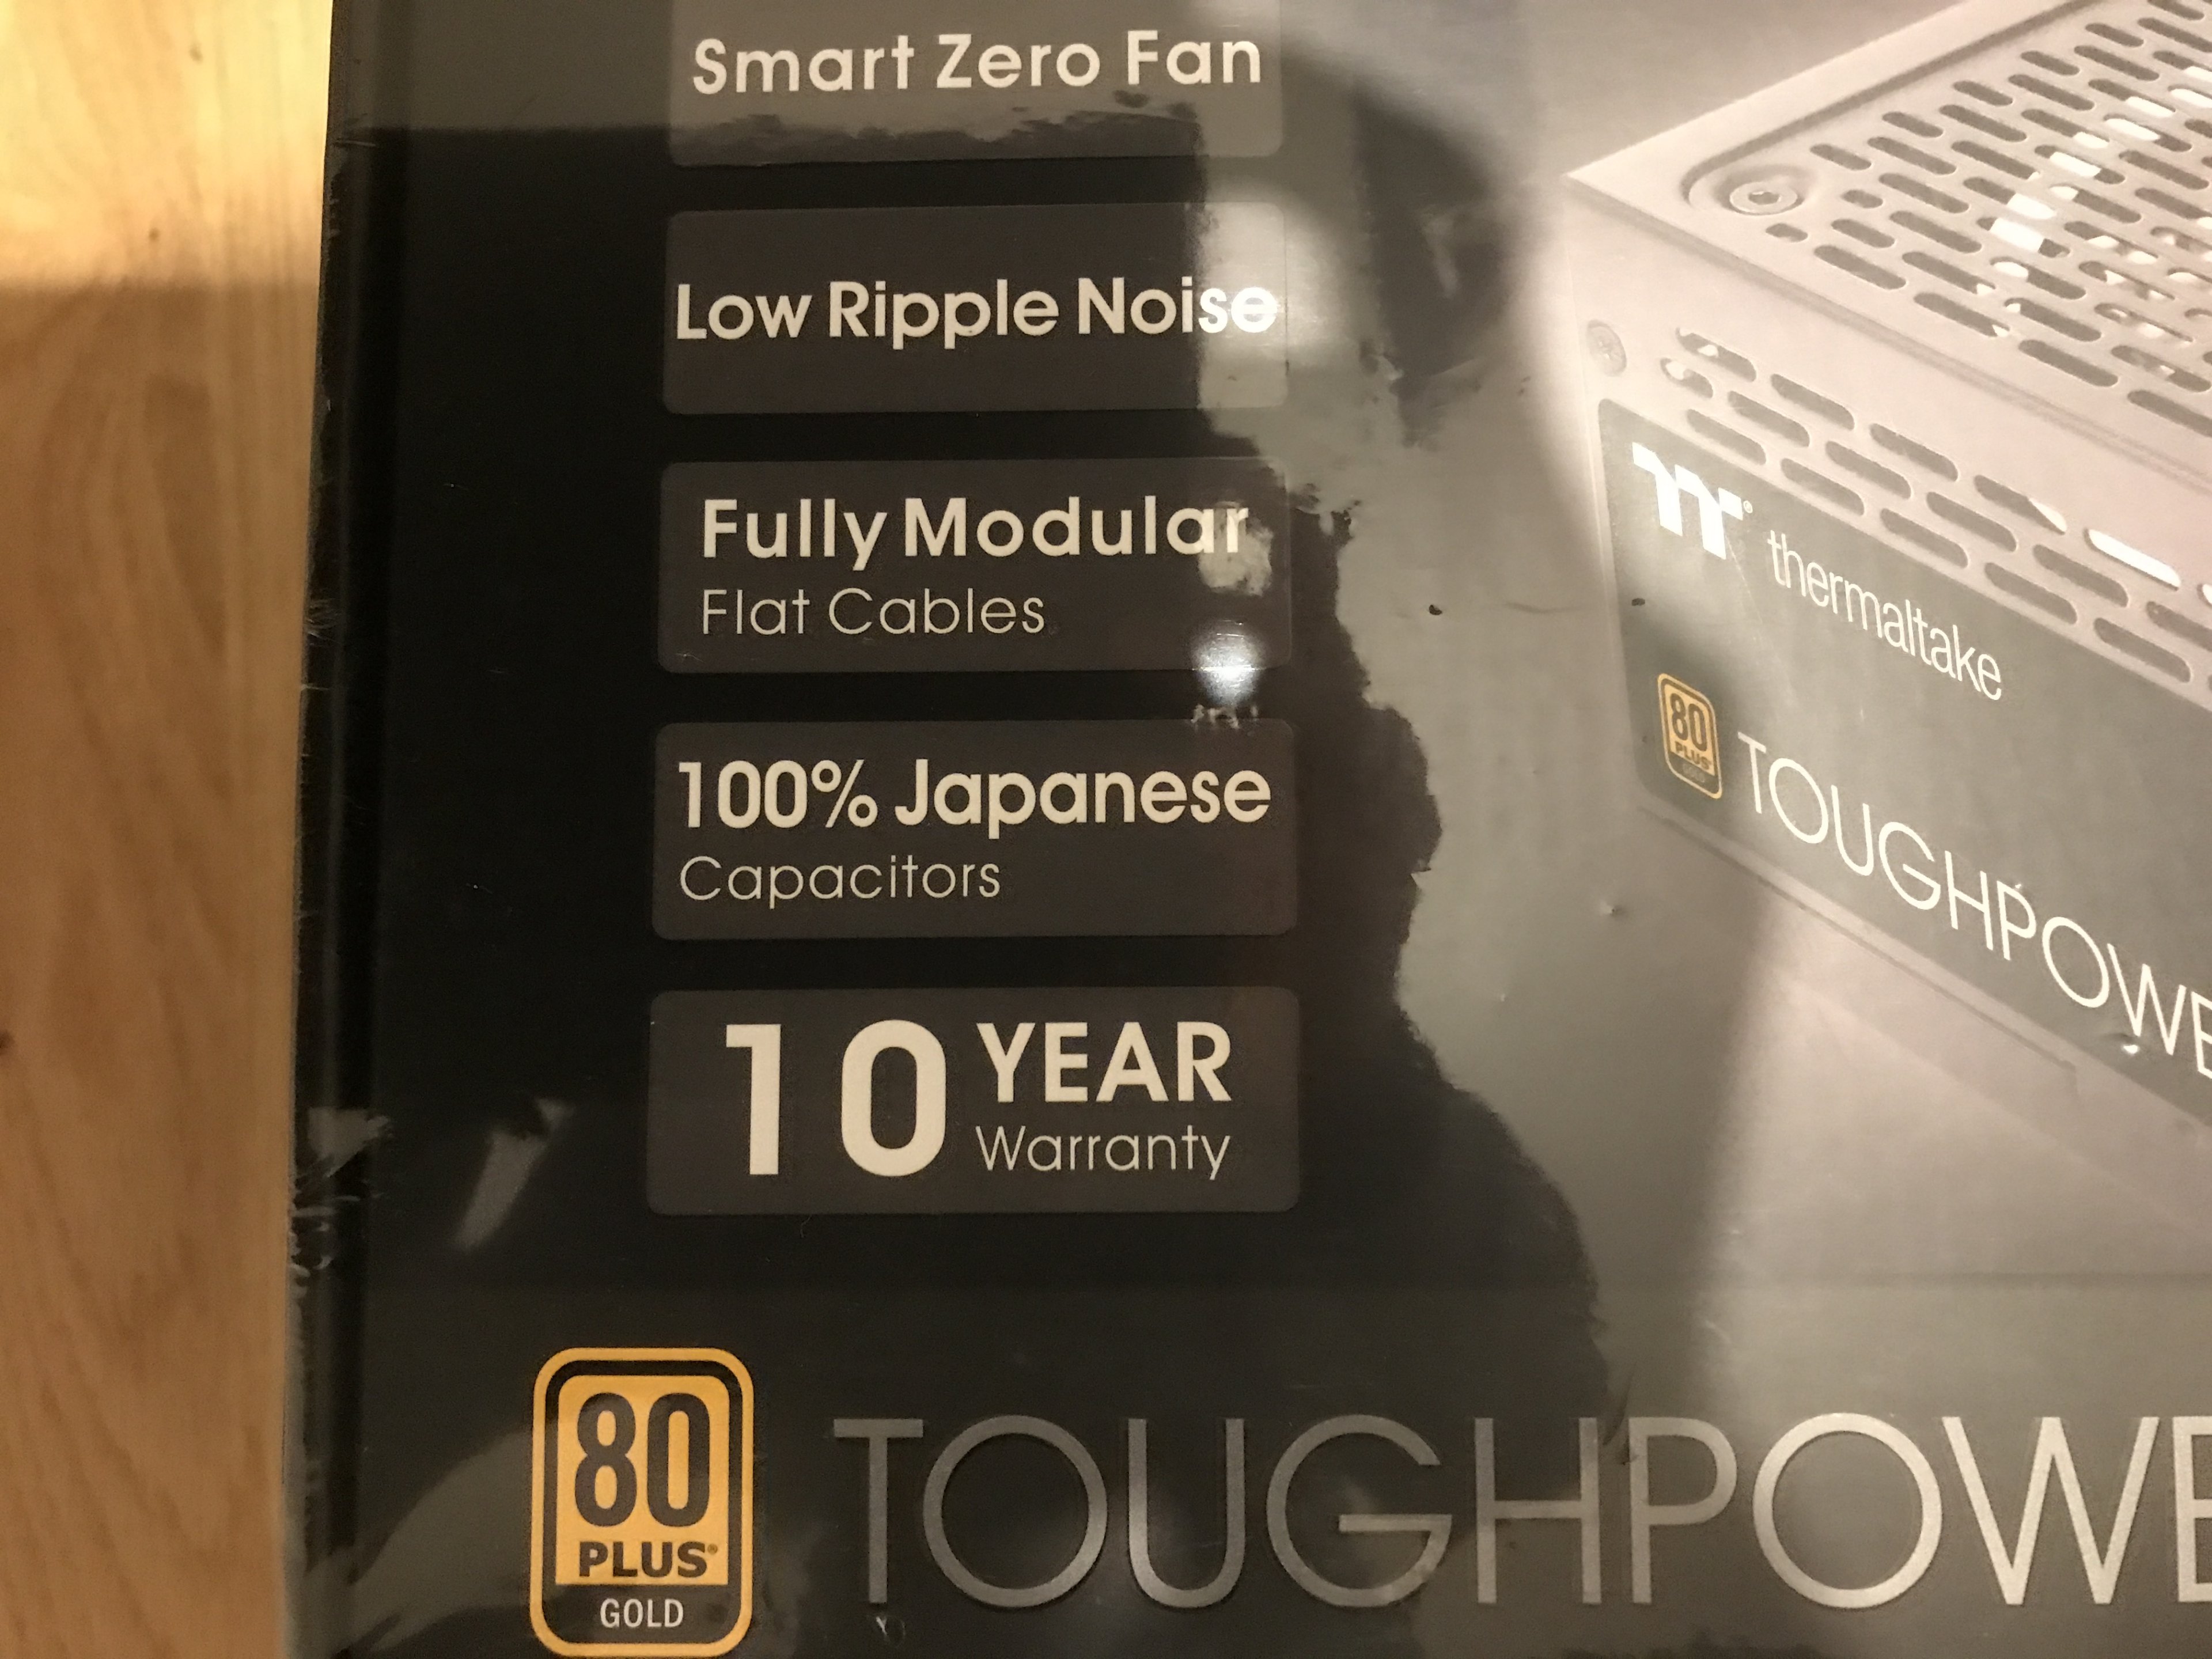 Smart Zero Fan
Low Ripple Noise
Fully Modular
Flat Cables
100% Japanese
Capacitors
10 YEAR
Warranty
thermaltake
80
PLUS
GOLD
TOUGHPOWE
80
PLUS
GOLD
TOUGHPOWE